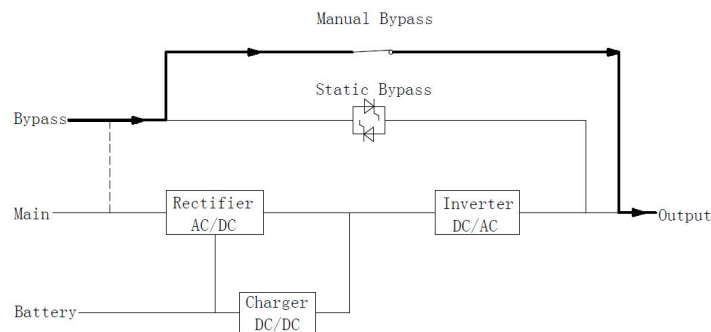 Manual Bypass
Static Bypass
Bypass
Main
Rectifier
AC/DC
Inverter
DC/AC
Output
Battery
Charger
DC/DC